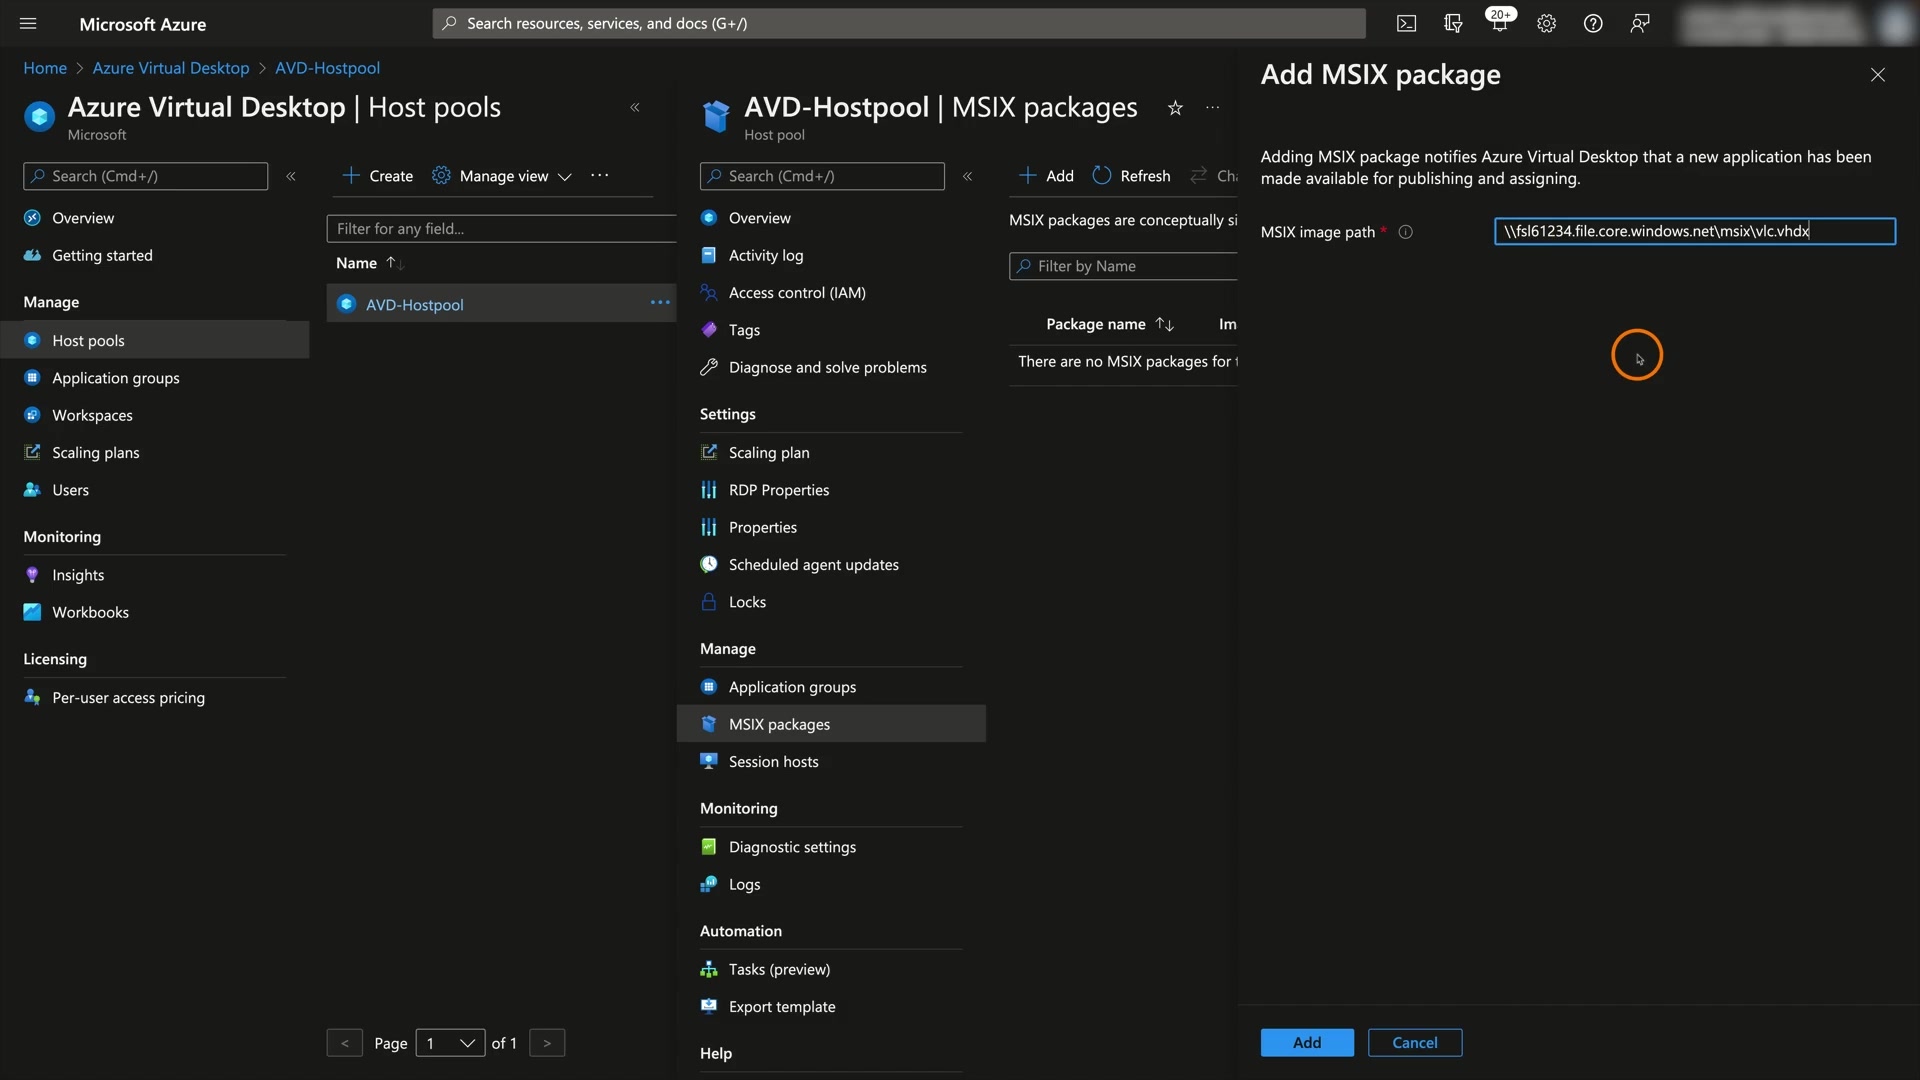 Microsoft Azure
Search resources, services, and docs (G+/)
20+
Home > Azure Virtual Desktop > AVD-Hostpool
Azure Virtual Desktop | Host pools
Microsoft
Search (Cmd+/)
Overview
Getting started
Manage
Host pools
Application groups
Workspaces
Scaling plans
Users
Monitoring
Insights
Workbooks
Licensing
Per-user access pricing
Create
Manage view
Filter for any field...
Name
AVD-Hostpool
< Page 1 of 1 >
AVD-Hostpool | MSIX packages
Host pool
Search (Cmd+/)
Overview
Activity log
Access control (IAM)
Tags
Diagnose and solve problems
Settings
Scaling plan
RDP Properties
Properties
Scheduled agent updates
Locks
Manage
Application groups
MSIX packages
Session hosts
Monitoring
Diagnostic settings
Logs
Automation
Tasks (preview)
Export template
Help
Add
Refresh
Cha
MSIX packages are conceptually si
Filter by Name
Package name
Im
There are no MSIX packages for t
Add MSIX package
Adding MSIX package notifies Azure Virtual Desktop that a new application has been
made available for publishing and assigning.
MSIX image path *
\\fsl61234.file.core.windows.net\msix\vlc.vhdx
Add
Cancel